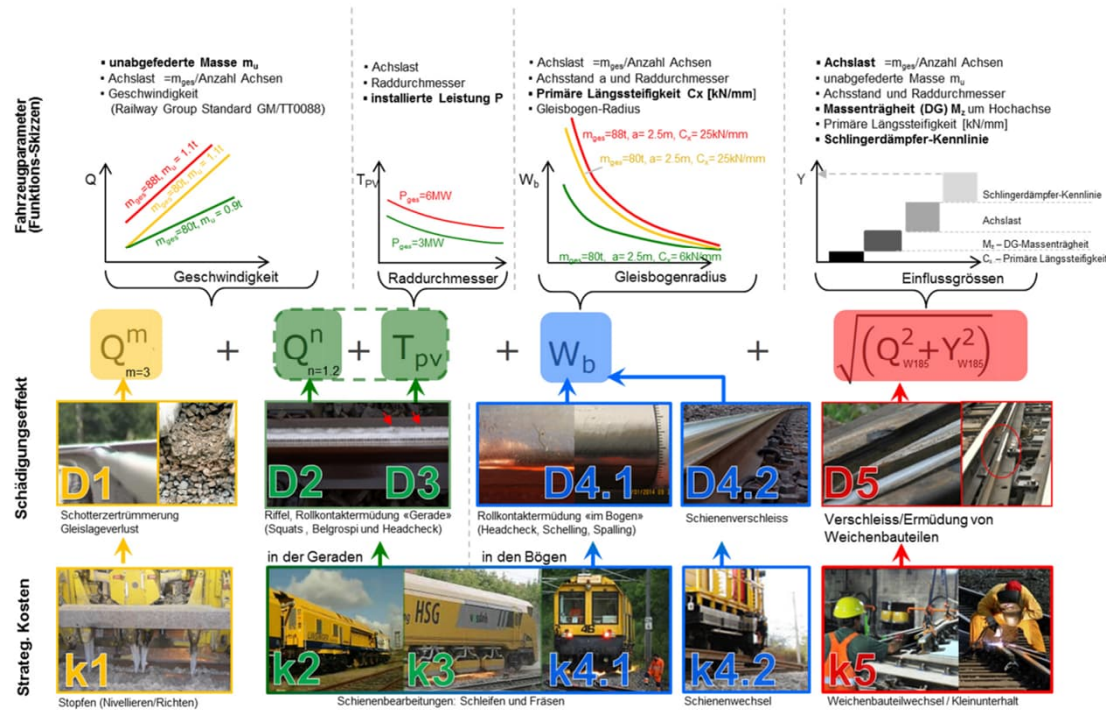 Fahrzeugparameter
(Funktions-Skizzen)
▪ unabgefederte Masse mu
• Achslast =mges/Anzahl Achsen
• Geschwindigkeit
(Railway Group Standard GM/TT0088)
Q
mges=88t, mu = 1.1t
mges=80t, mu = 1.1t
mges=80t, mu = 0.9t
Geschwindigkeit
• Achslast
• Raddurchmesser
▪ installierte Leistung P
TPV
Pges=6MW
Pges=3MW
Raddurchmesser
• Achslast =mges/Anzahl Achsen
• Achsstand a und Raddurchmesser
▪ Primäre Längssteifigkeit Cx [kN/mm]
• Gleisbogen-Radius
Wb
mges=88t, a= 2.5m, Cx= 25kN/mm
mges=80t, a= 2.5m, Cx= 25kN/mm
mges=80t, a= 2.5m, Cx= 6kN/mm
Gleisbogenradius
▪ Achslast =mges/Anzahl Achsen
• unabgefederte Masse mu
• Achsstand und Raddurchmesser
▪ Massenträgheit (DG) Mz um Hochachse
• Primäre Längssteifigkeit [kN/mm]
▪ Schlingerdämpfer-Kennlinie
Y
Schlingerdämpfer-Kennlinie
Achslast
Mz – DG-Massenträgheit
Cx – Primäre Längssteifigkeit
Einflussgrössen
Qm m=3 + Qn n=1.2 + Tpv + Wb + √(Q2W185+Y2W185)
Schädigungseffekt
D1
D2
D3
D4.1
D4.2
D5
Schotterzertrümmerung
Gleislageverlust
Riffel, Rollkontaktermüdung «Gerade»
(Squats , Belgrospi und Headcheck)
Rollkontaktermüdung «im Bogen»
(Headcheck, Schelling, Spalling)
Schienenverschleiss
Verschleiss/Ermüdung von
Weichenbauteilen
in der Geraden
in den Bögen
Strateg. Kosten
k1
k2
HSG
k3
k4.1
k4.2
k5
Stopfen (Nivellieren/Richten)
Schienenbearbeitungen: Schleifen und Fräsen
Schienenwechsel
Weichenbauteilwechsel / Kleinunterhalt